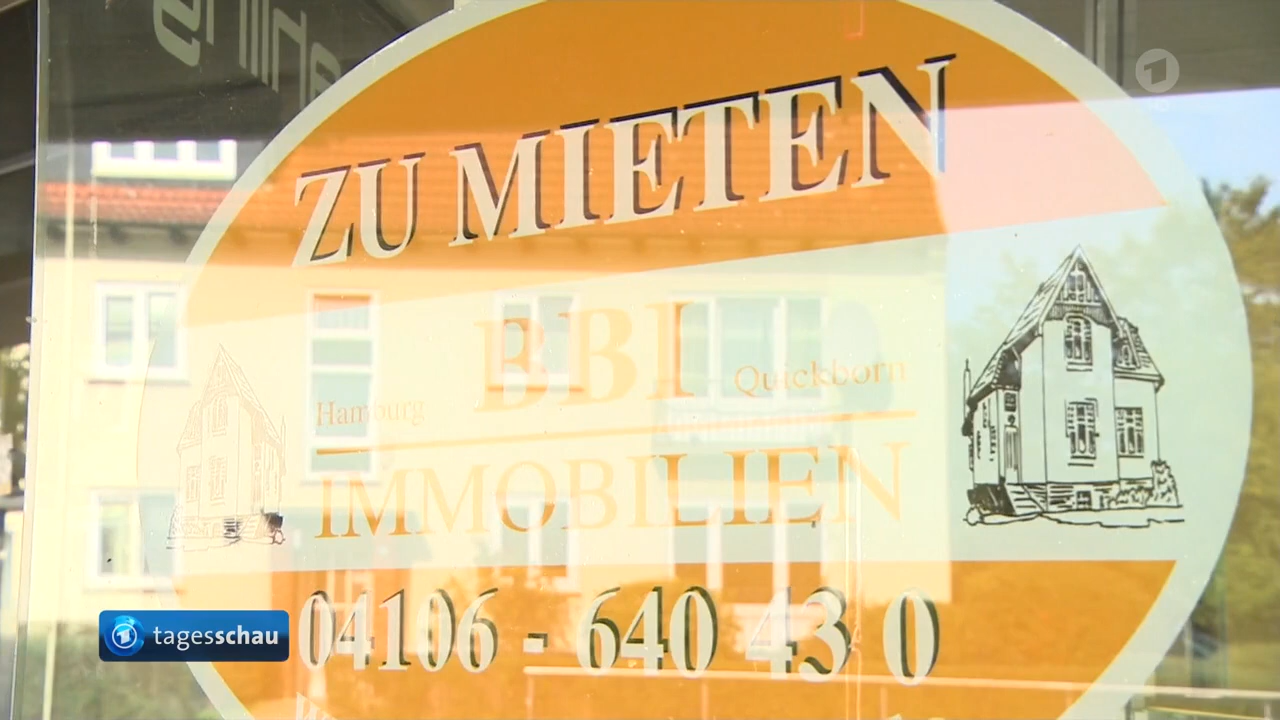 ZU MIETEN
BBI
Hamburg
Quickborn
IMMOBILIEN
04106 - 640 43 0
tagesschau